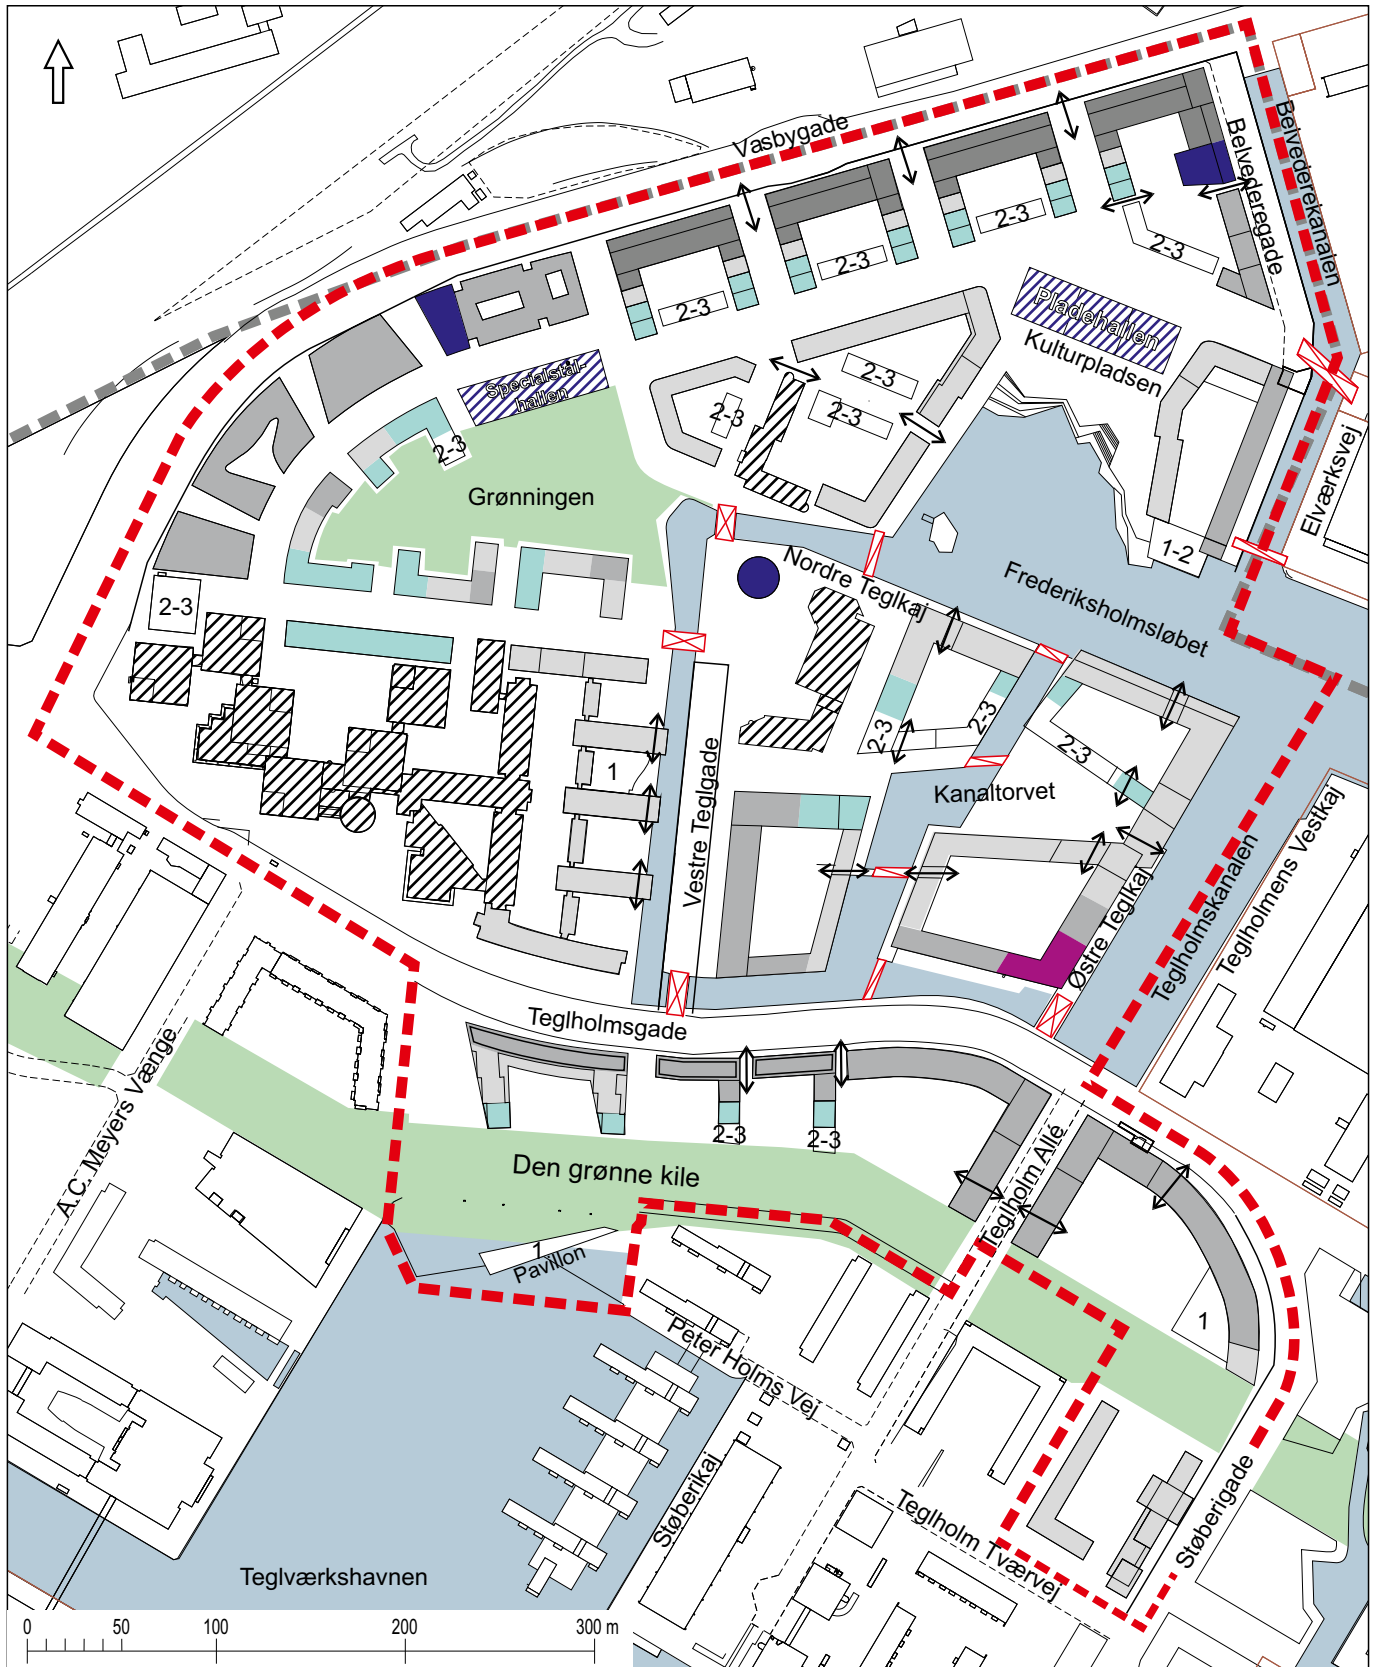 Vasbygade
Belvederekanalen
Belvederegade
2-3
2-3
2-3
2-3
Pladehallen
Kulturpladsen
Specialstål-
hallen
2-3
2-3
2-3
2-3
Grønningen
Elværksvej
1-2
Nordre Teglkaj
Frederiksholmsløbet
2-3
2-3
2-3
2-3
1
Vestre Teglgade
Kanaltorvet
Østre Teglkaj
Teglholmskanalen
Teglholmens Vestkaj
Teglholmsgade
A.C. Meyers Vænge
2-3
2-3
Den grønne kile
Teglholm Allé
1
Pavillon
1
Peter Holms Vej
Støberikaj
Teglholm Tværvej
Støberigade
Teglværkshavnen
0 50 100 200 300 m